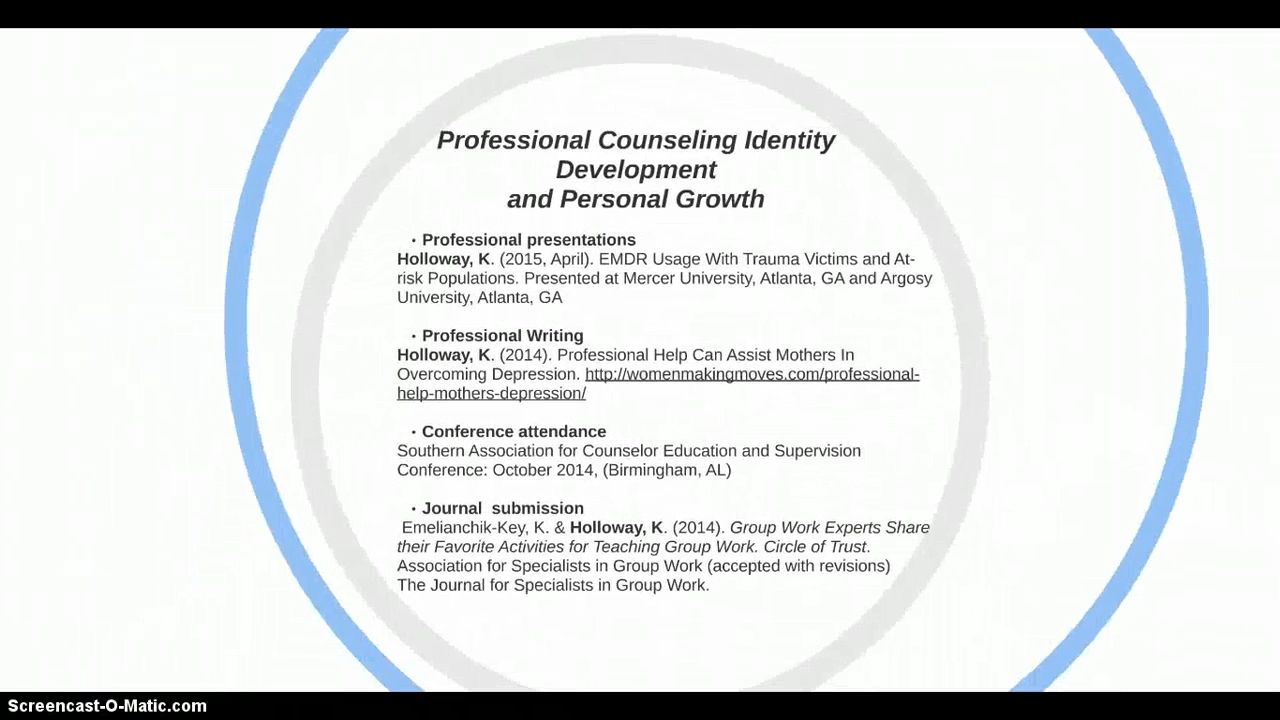 Professional Counseling Identity
Development
and Personal Growth
· Professional presentations
Holloway, K. (2015, April). EMDR Usage With Trauma Victims and At-
risk Populations. Presented at Mercer University, Atlanta, GA and Argosy
University, Atlanta, GA
· Professional Writing
Holloway, K. (2014). Professional Help Can Assist Mothers In
Overcoming Depression. http://womenmakingmoves.com/professional-
help-mothers-depression/
· Conference attendance
Southern Association for Counselor Education and Supervision
Conference: October 2014, (Birmingham, AL)
· Journal  submission
Emelianchik-Key, K. & Holloway, K. (2014). Group Work Experts Share
their Favorite Activities for Teaching Group Work. Circle of Trust.
Association for Specialists in Group Work (accepted with revisions)
The Journal for Specialists in Group Work.
Screencast-O-Matic.com